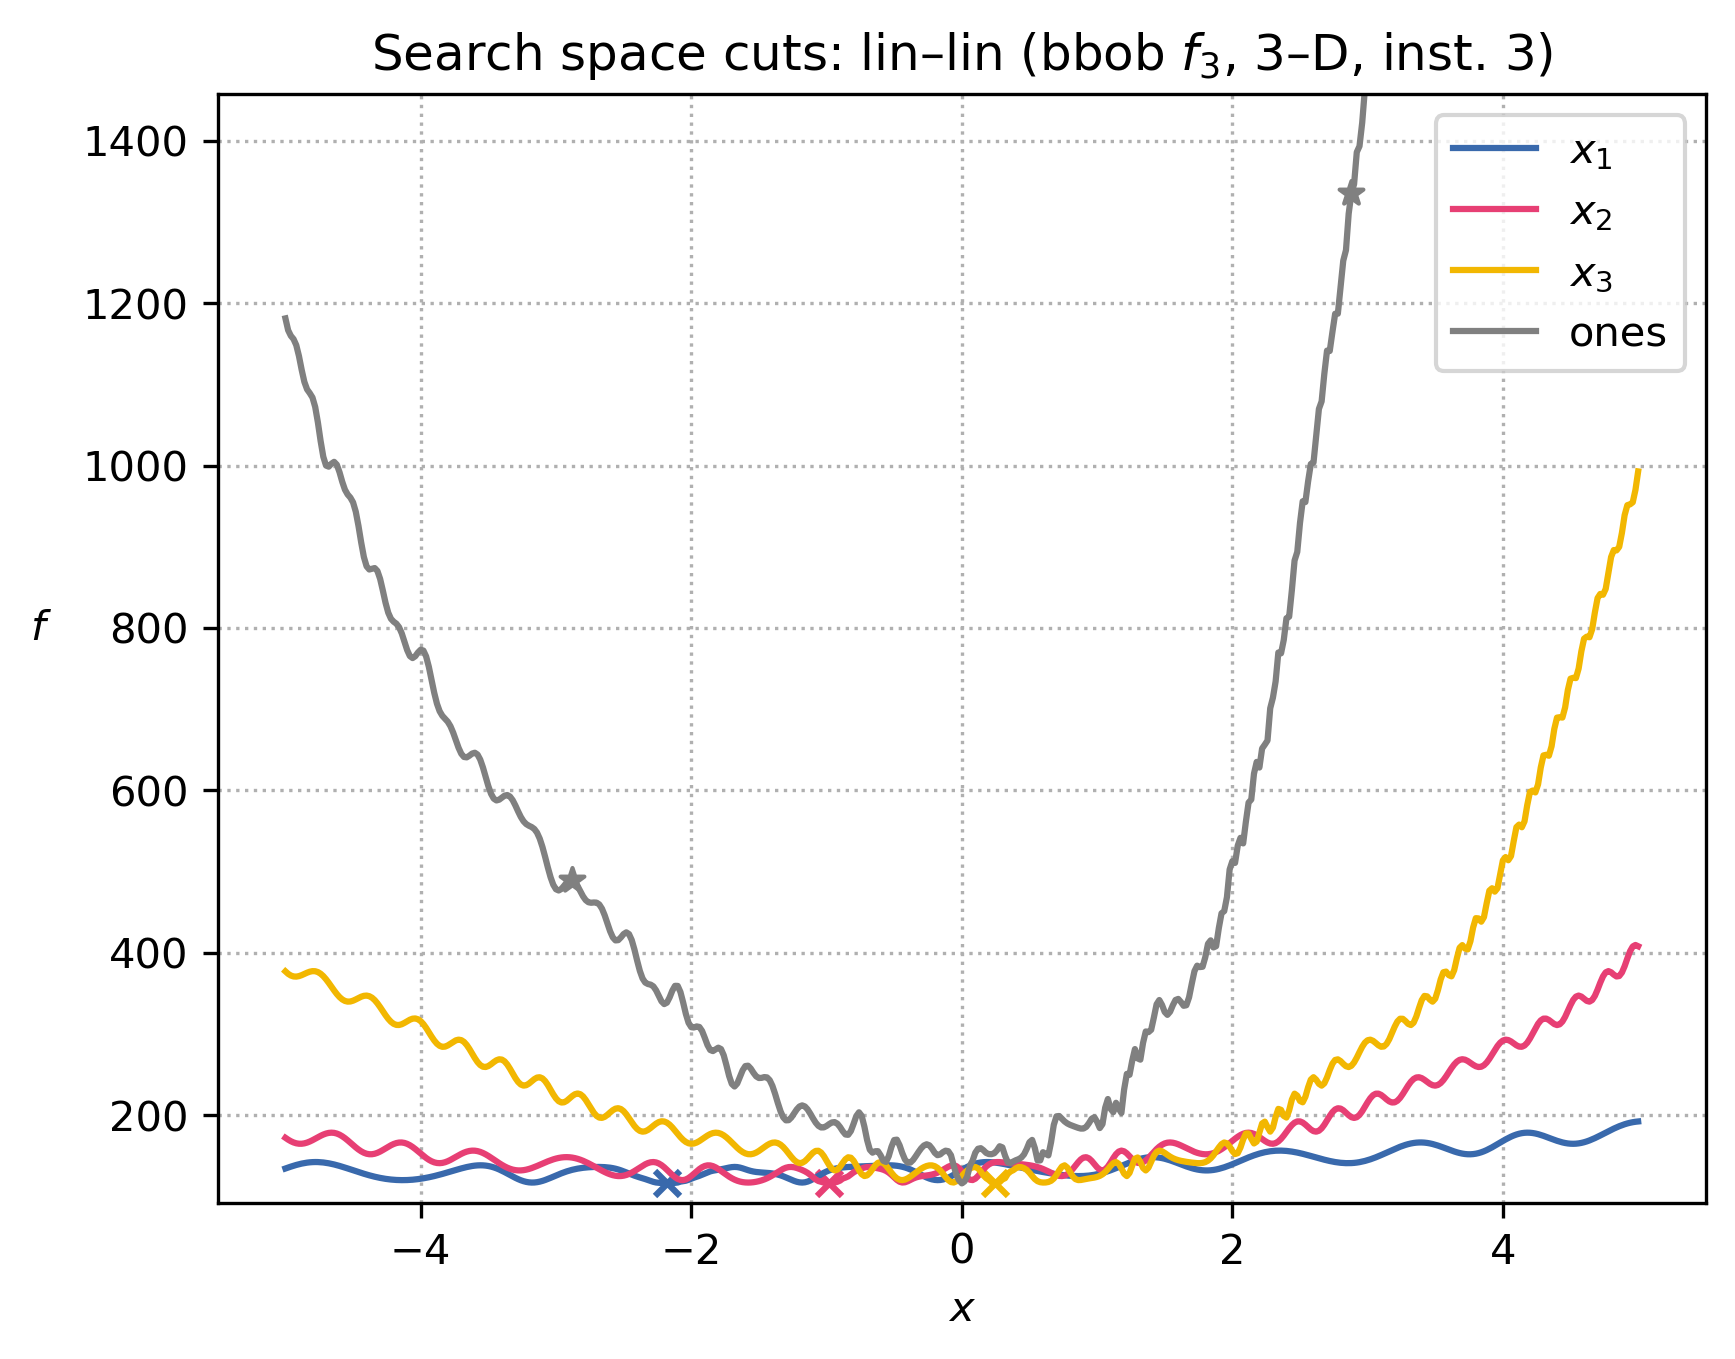 Search space cuts: lin–lin (bbob f₃, 3–D, inst. 3)
1400
1200
1000
800
600
400
200
f
−4
−2
0
2
4
x
x₁
x₂
x₃
ones